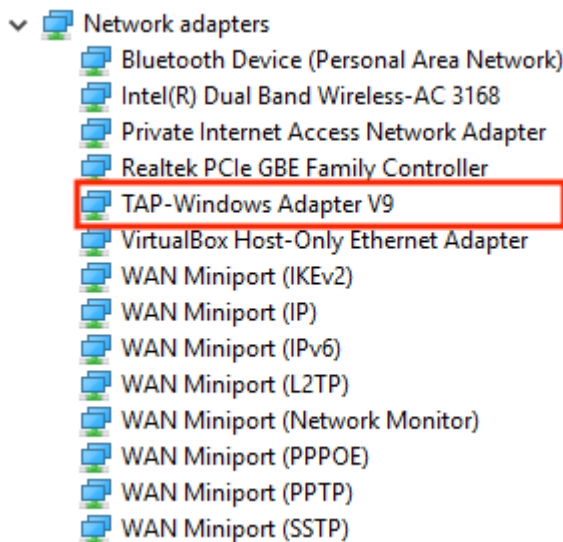 Network adapters
Bluetooth Device (Personal Area Network)
Intel(R) Dual Band Wireless-AC 3168
Private Internet Access Network Adapter
Realtek PCIe GBE Family Controller
TAP-Windows Adapter V9
VirtualBox Host-Only Ethernet Adapter
WAN Miniport (IKEv2)
WAN Miniport (IP)
WAN Miniport (IPv6)
WAN Miniport (L2TP)
WAN Miniport (Network Monitor)
WAN Miniport (PPPOE)
WAN Miniport (PPTP)
WAN Miniport (SSTP)